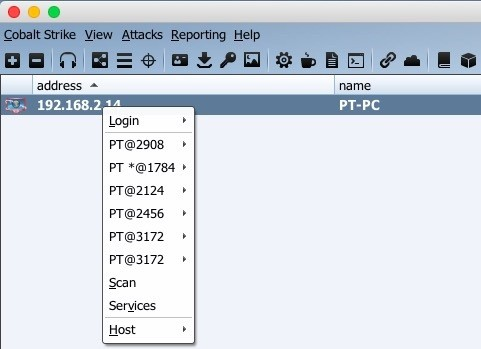 Cobalt Strike View Attacks Reporting Help
address name
192.168.2.14 PT-PC
Login
PT@2908
PT *@1784
PT@2124
PT@2456
PT@3172
PT@3172
Scan
Services
Host